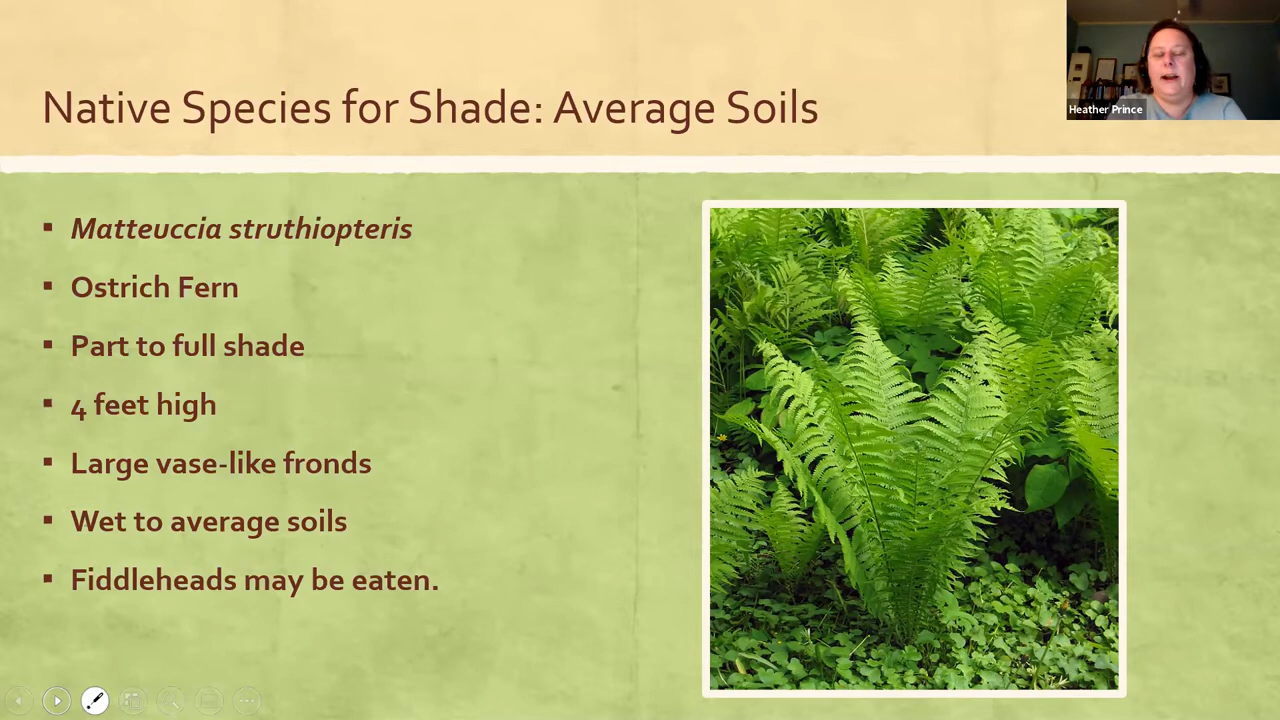 Native Species for Shade: Average Soils
Heather Prince
▪ Matteuccia struthiopteris
▪ Ostrich Fern
▪ Part to full shade
▪ 4 feet high
▪ Large vase-like fronds
▪ Wet to average soils
▪ Fiddleheads may be eaten.